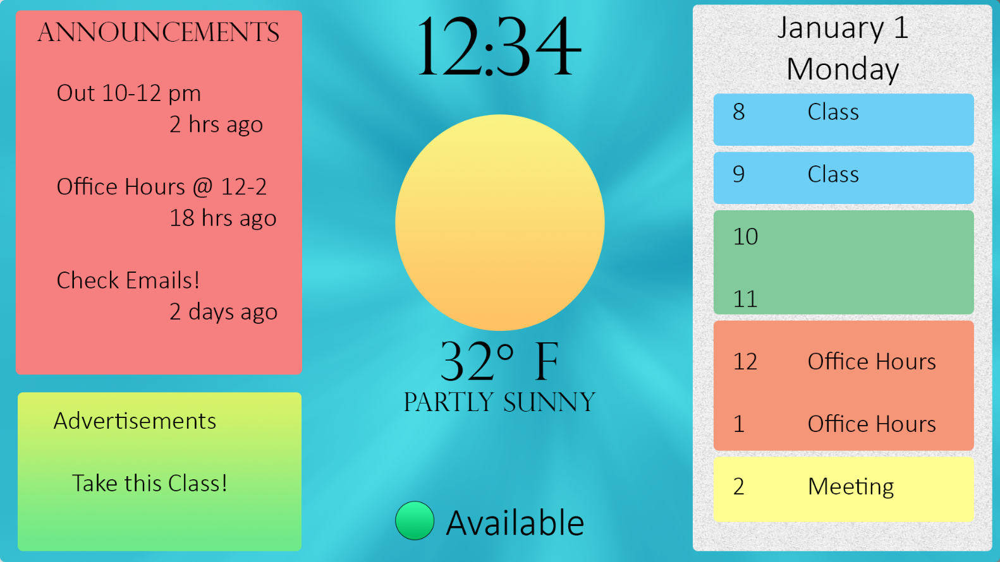 ANNOUNCEMENTS
Out 10-12 pm
2 hrs ago
Office Hours @ 12-2
18 hrs ago
Check Emails!
2 days ago
Advertisements
Take this Class!
12:34
32° F
PARTLY SUNNY
Available
January 1
Monday
8 Class
9 Class
10
11
12 Office Hours
1 Office Hours
2 Meeting